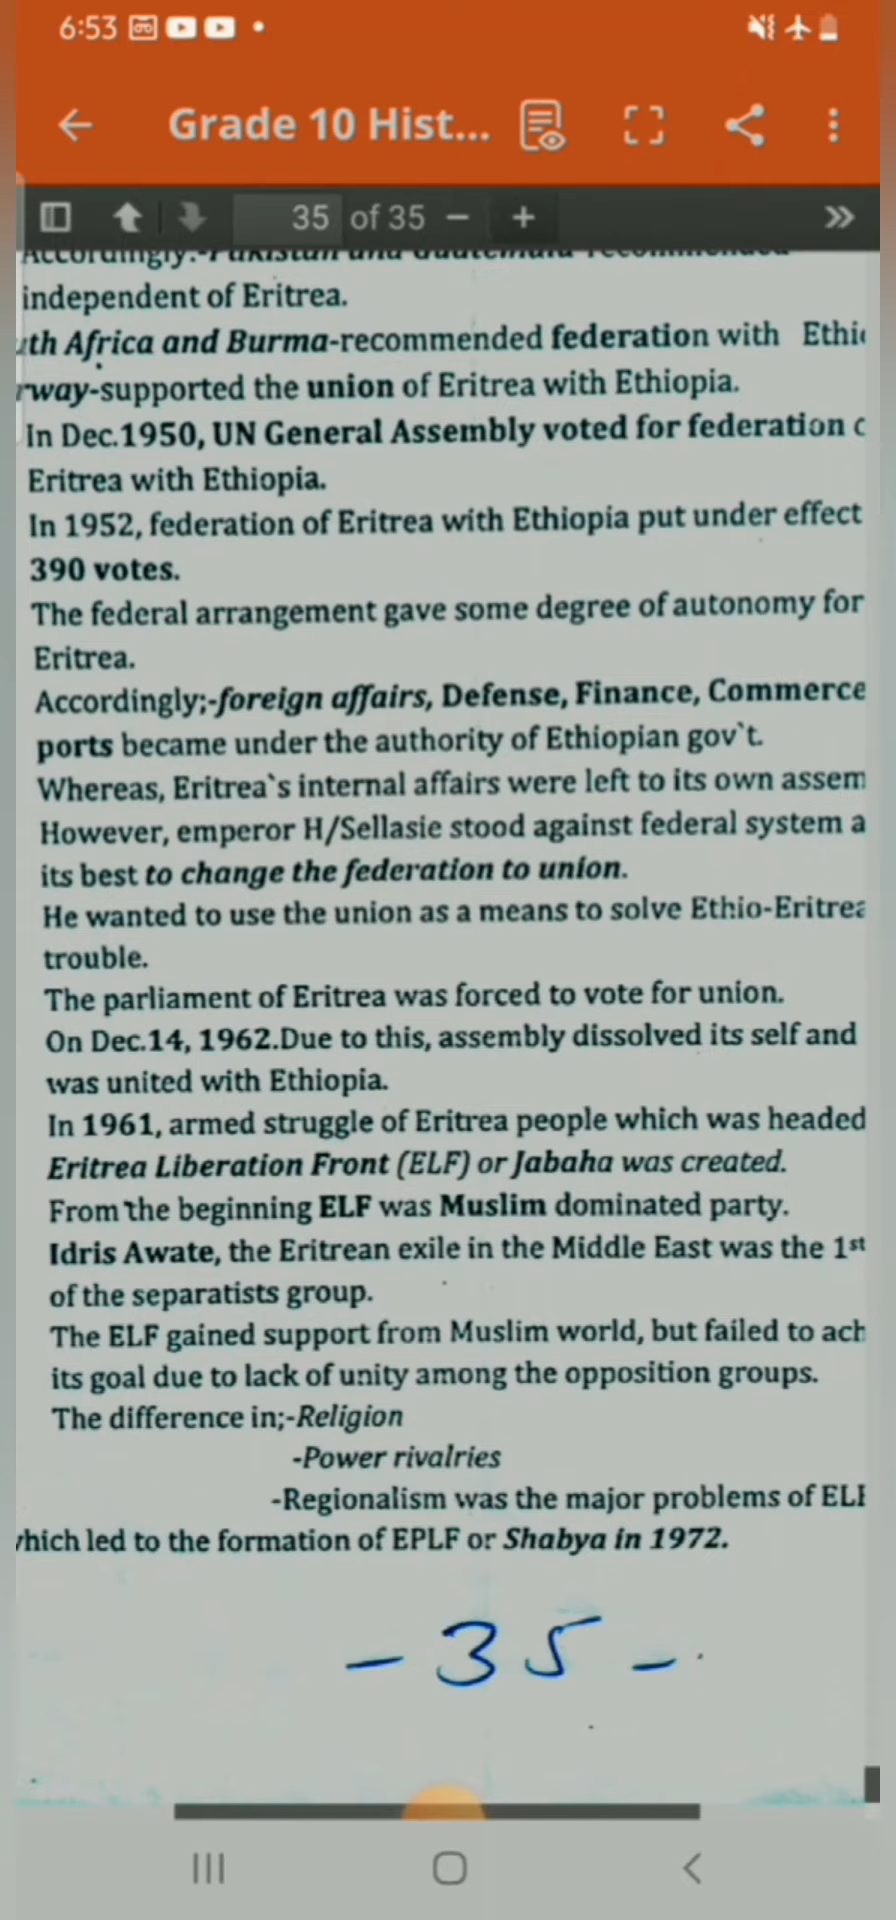 6:53
Grade 10 Hist...
35 of 35
Accordingly:-Pakistan and Guatemala recommended
independent of Eritrea.
Africa and Burma-recommended federation with
supported the union of Eritrea with Ethiopia.
In Dec.1950, UN General Assembly voted for federation
Eritrea with Ethiopia.
In 1952, federation of Eritrea with Ethiopia put under effect
390 votes.
The federal arrangement gave some degree of autonomy for
Eritrea.
Accordingly;-foreign affairs, Defense, Finance, Commerce
ports became under the authority of Ethiopian gov`t.
Whereas, Eritrea`s internal affairs were left to its own assem
However, emperor H/Sellasie stood against federal system a
its best to change the federation to union.
He wanted to use the union as a means to solve Ethio-Eritrea
trouble.
The parliament of Eritrea was forced to vote for union.
On Dec.14, 1962.Due to this, assembly dissolved its self and
was united with Ethiopia.
In 1961, armed struggle of Eritrea people which was headed
Eritrea Liberation Front (ELF) or Jabaha was created.
From the beginning ELF was Muslim dominated party.
Idris Awate, the Eritrean exile in the Middle East was the 1st
of the separatists group.
The ELF gained support from Muslim world, but failed to ach
its goal due to lack of unity among the opposition groups.
The difference in;-Religion
-Power rivalries
-Regionalism was the major problems of ELF
hich led to the formation of EPLF or Shabya in 1972.
- 35 -